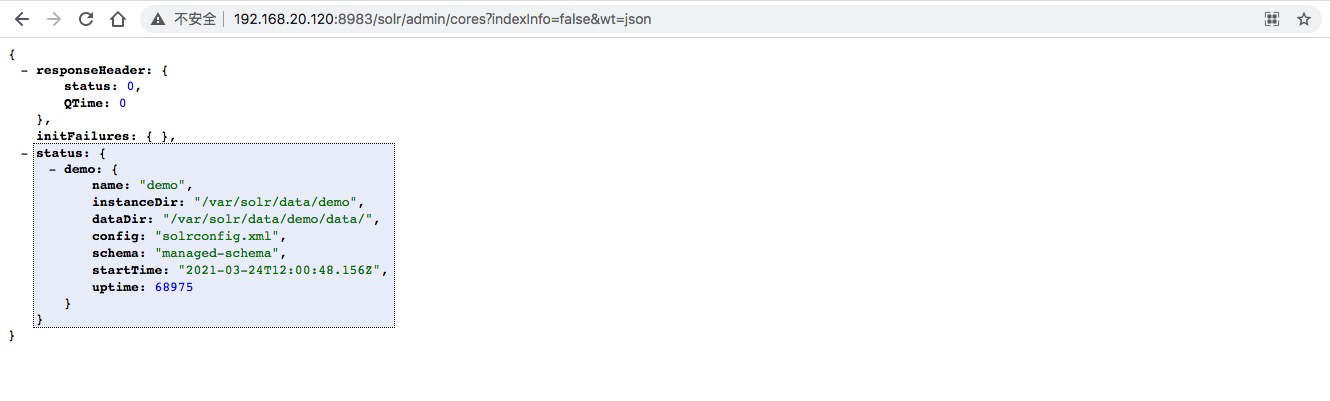 不安全 192.168.20.120:8983/solr/admin/cores?indexInfo=false&wt=json
{
– responseHeader: {
status: 0,
QTime: 0
},
initFailures: { },
– status: {
– demo: {
name: "demo",
instanceDir: "/var/solr/data/demo",
dataDir: "/var/solr/data/demo/data/",
config: "solrconfig.xml",
schema: "managed-schema",
startTime: "2021-03-24T12:00:48.156Z",
uptime: 68975
}
}
}